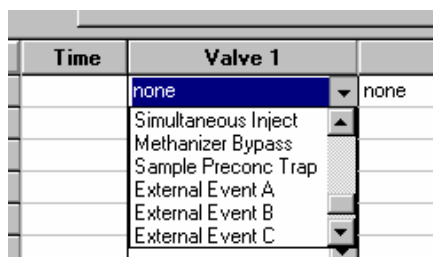 Time Valve 1
none none
Simultaneous Inject
Methanizer Bypass
Sample Preconc Trap
External Event A
External Event B
External Event C